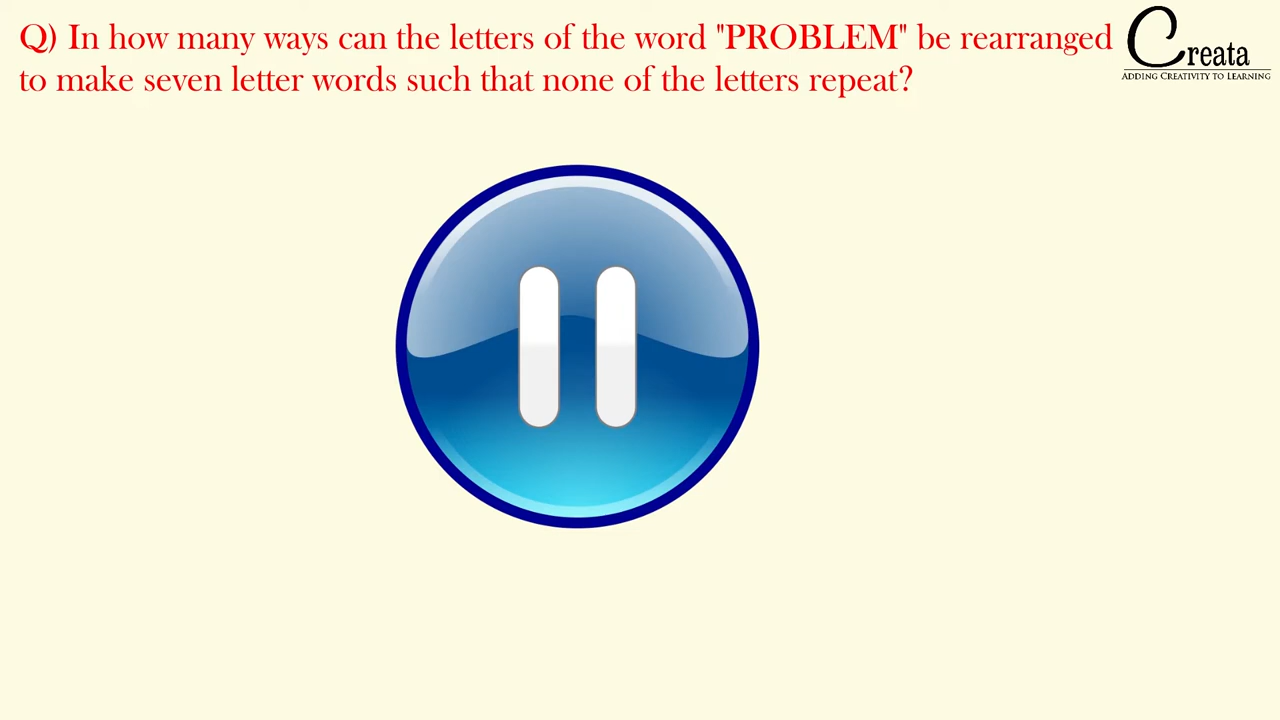 Q) In how many ways can the letters of the word "PROBLEM" be rearranged
to make seven letter words such that none of the letters repeat?
Creata
ADDING CREATIVITY TO LEARNING